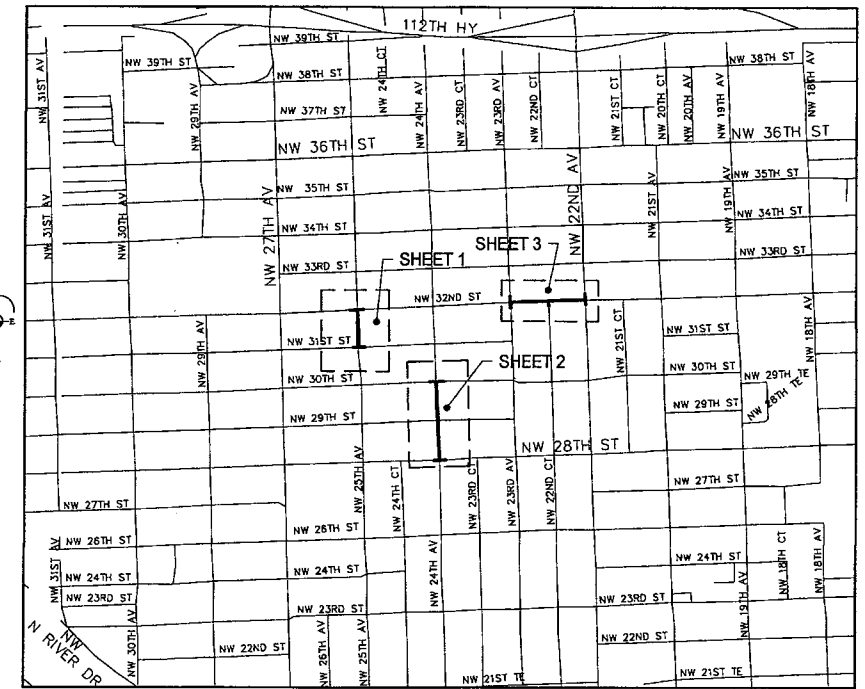 112TH HY
NW 39TH ST
NW 39TH ST
NW 38TH ST
NW 38TH ST
NW 31ST AV
NW 29TH AV
NW 24TH CT
NW 24TH AV
NW 23RD CT
NW 23RD AV
NW 22ND CT
NW 21ST CT
NW 20TH CT
NW 20TH AV
NW 19TH AV
NW 18TH AV
NW 37TH ST
NW 36TH ST
NW 36TH ST
NW 31ST AV
NW 30TH AV
NW 27TH AV
NW 35TH ST
NW 22ND AV
NW 21ST AV
NW 19TH AV
NW 35TH ST
NW 34TH ST
NW 34TH ST
NW 33RD ST
SHEET 1
SHEET 3
NW 33RD ST
NW 32ND ST
NW 29TH AV
NW 31ST ST
NW 21ST CT
NW 31ST ST
NW 18TH AV
NW 30TH ST
SHEET 2
NW 30TH ST
NW 29TH TE
NW 29TH ST
NW 29TH ST
NW 28TH TE
NW 28TH ST
NW 25TH AV
NW 24TH CT
NW 23RD CT
NW 23RD AV
NW 22ND CT
NW 27TH ST
NW 27TH ST
NW 26TH ST
NW 26TH ST
NW 31ST AV
NW 24TH ST
NW 24TH ST
NW 24TH AV
NW 24TH ST
NW 19TH AV
NW 18TH CT
NW 18TH AV
NW 23RD ST
NW 23RD ST
NW 23RD ST
NW
N RIVER DR
NW 30TH AV
NW 22ND ST
NW 26TH AV
NW 25TH AV
NW 22ND ST
NW 21ST TE
NW 21ST TE